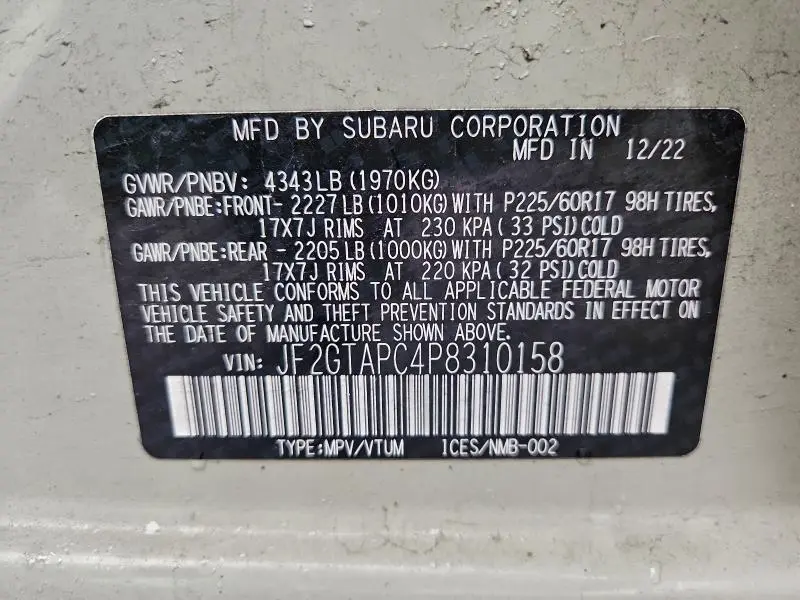 MFD BY SUBARU CORPORATION
MFD IN 12/22
GVWR/PNBV: 4343LB (1970KG)
GAWR/PNBE:FRONT- 2227LB (1010KG) WITH P225/60R17 98H TIRES,
17X7J RIMS AT 230 KPA (33 PSI) COLD
GAWR/PNBE:REAR - 2205LB (1000KG) WITH P225/60R17 98H TIRES,
17X7J RIMS AT 220 KPA (32 PSI) COLD
THIS VEHICLE CONFORMS TO ALL APPLICABLE FEDERAL MOTOR
VEHICLE SAFETY AND THEFT PREVENTION STANDARDS IN EFFECT ON
THE DATE OF MANUFACTURE SHOWN ABOVE.
VIN: JF2GTAPC4P8310158
TYPE:MPV/VTUM ICES/NMB-002